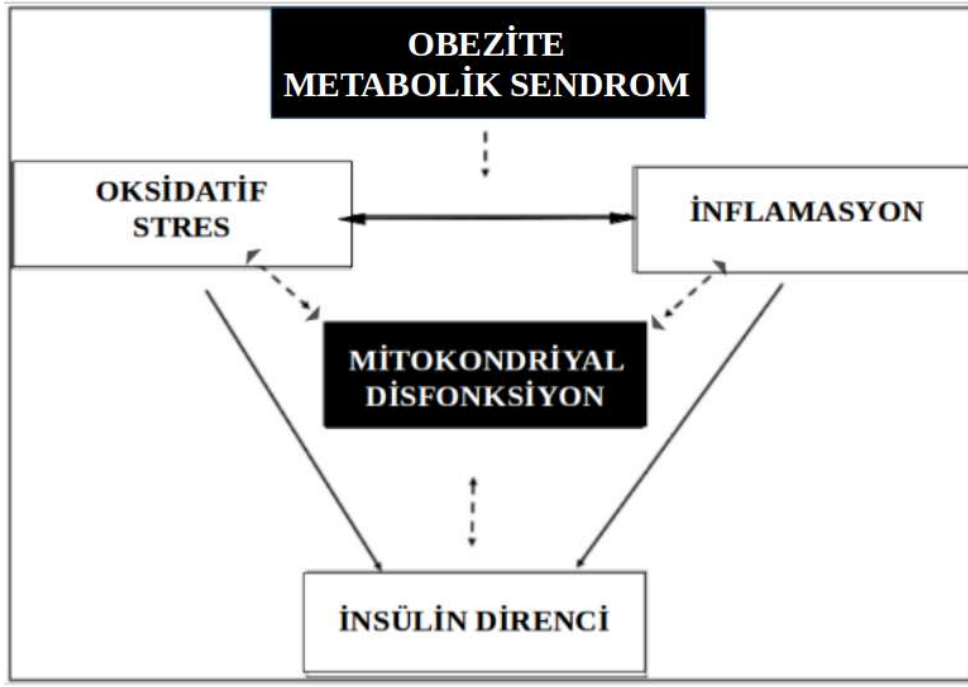 OBEZİTE
METABOLİK SENDROM
OKSİDATİF
STRES
İNFLAMASYON
MİTOKONDRİYAL
DİSFONKSİYON
İNSÜLİN DİRENCİ